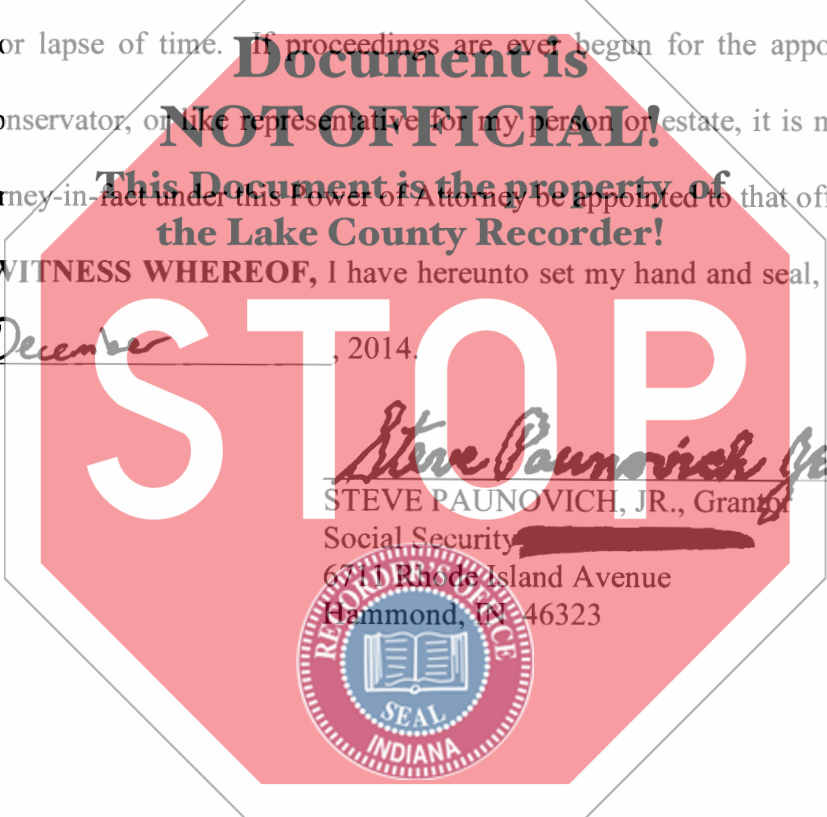 or lapse of time. If proceedings are ever begun for the appo
Document is
nservator, or like representative for my person or estate, it is n
NOT OFFICIAL!
This Document is the property of
rney-in-fact under this Power of Attorney be appointed to that of
the Lake County Recorder!
WITNESS WHEREOF, I have hereunto set my hand and seal,
December , 2014.
STOP
Steve Paunovich Jr
STEVE PAUNOVICH, JR., Grantor
Social Security
6711 Rhode Island Avenue
Hammond, IN 46323
RECORDER'S OFFICE
SEAL
INDIANA